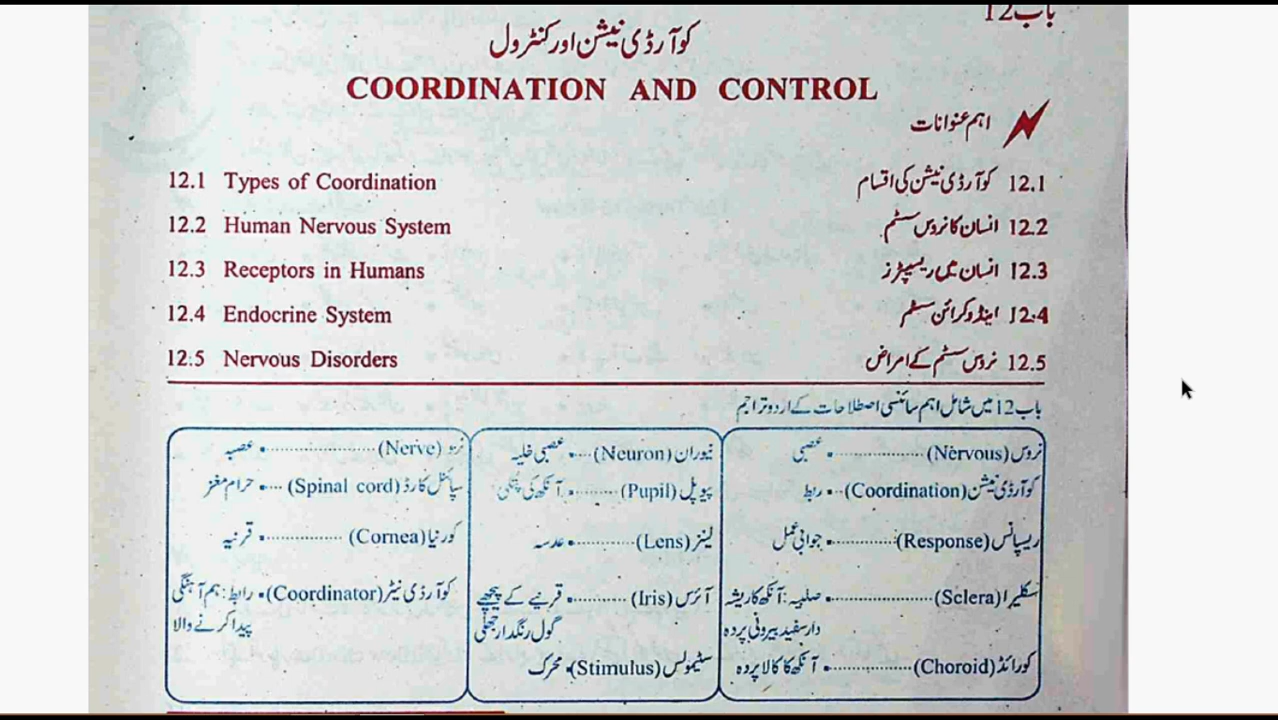 باب 12
کوآرڈی نیشن اور کنٹرول
COORDINATION AND CONTROL
اہم عنوانات
12.1 Types of Coordination 12.1 کوآرڈی نیشن کی اقسام
12.2 Human Nervous System 12.2 انسان کا نروس سسٹم
12.3 Receptors in Humans 12.3 انسان میں ریسیپٹرز
12.4 Endocrine System 12.4 اینڈوکرائن سسٹم
12.5 Nervous Disorders 12.5 نروس سسٹم کے امراض
باب 12 میں شامل اہم سائنسی اصطلاحات کے اردو تراجم
نروس (Nervous) عصبی
کوآرڈی نیشن (Coordination) ربط
ریسپانس (Response) جوابی عمل
سکلیرا (Sclera) صلبیہ: آنکھ کا ریشہ
دار سفید بیرونی پردہ
کورائڈ (Choroid) آنکھ کا کالا پردہ
نیوران (Neuron) عصبی خلیہ
پیوپل (Pupil) آنکھ کی پتلی
لینز (Lens) عدسہ
آئرس (Iris) قرنیے کے پیچھے
گول رنگدار جھلی
سٹیمولس (Stimulus) محرک
نرو (Nerve) عصبہ
سپائنل کارڈ (Spinal cord) حرام مغز
کورنیا (Cornea) قرنیہ
کوآرڈی نیٹر (Coordinator) رابط: ہم آہنگی
پیدا کرنے والا